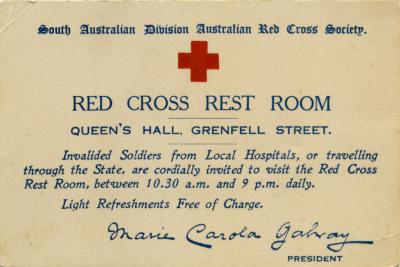 South Australian Division Australian Red Cross Society.
RED CROSS REST ROOM
QUEEN'S HALL, GRENFELL STREET.
Invalided Soldiers from Local Hospitals, or travelling
through the State, are cordially invited to visit the Red Cross
Rest Room, between 10.30 a.m. and 9 p.m. daily.
Light Refreshments Free of Charge.
Marie Carola Galway
PRESIDENT